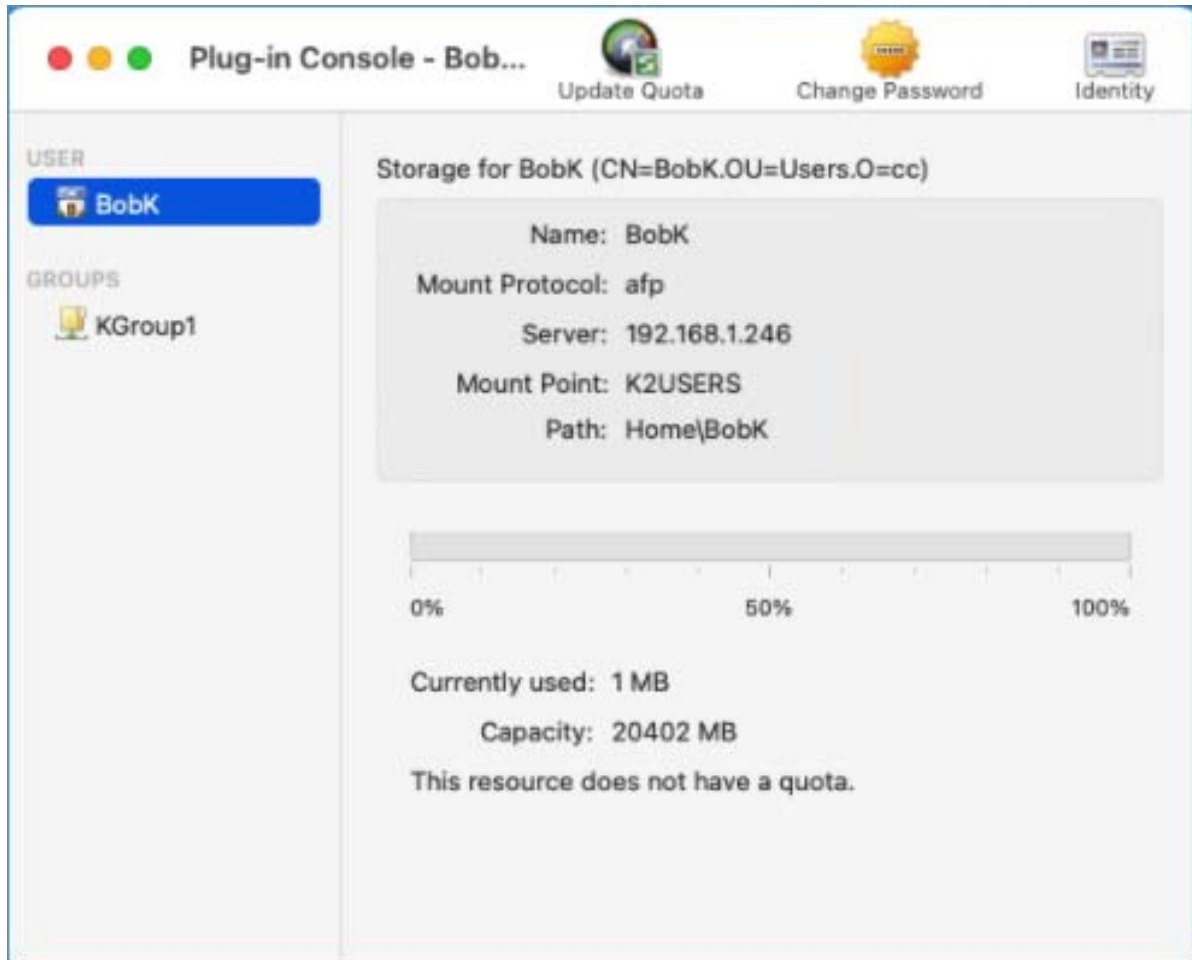 Plug-in Console - Bob...
Update Quota
Change Password
Identity
USER
BobK
GROUPS
KGroup1
Storage for BobK (CN=BobK.OU=Users.O=cc)
Name: BobK
Mount Protocol: afp
Server: 192.168.1.246
Mount Point: K2USERS
Path: Home\BobK
0% 50% 100%
Currently used: 1 MB
Capacity: 20402 MB
This resource does not have a quota.